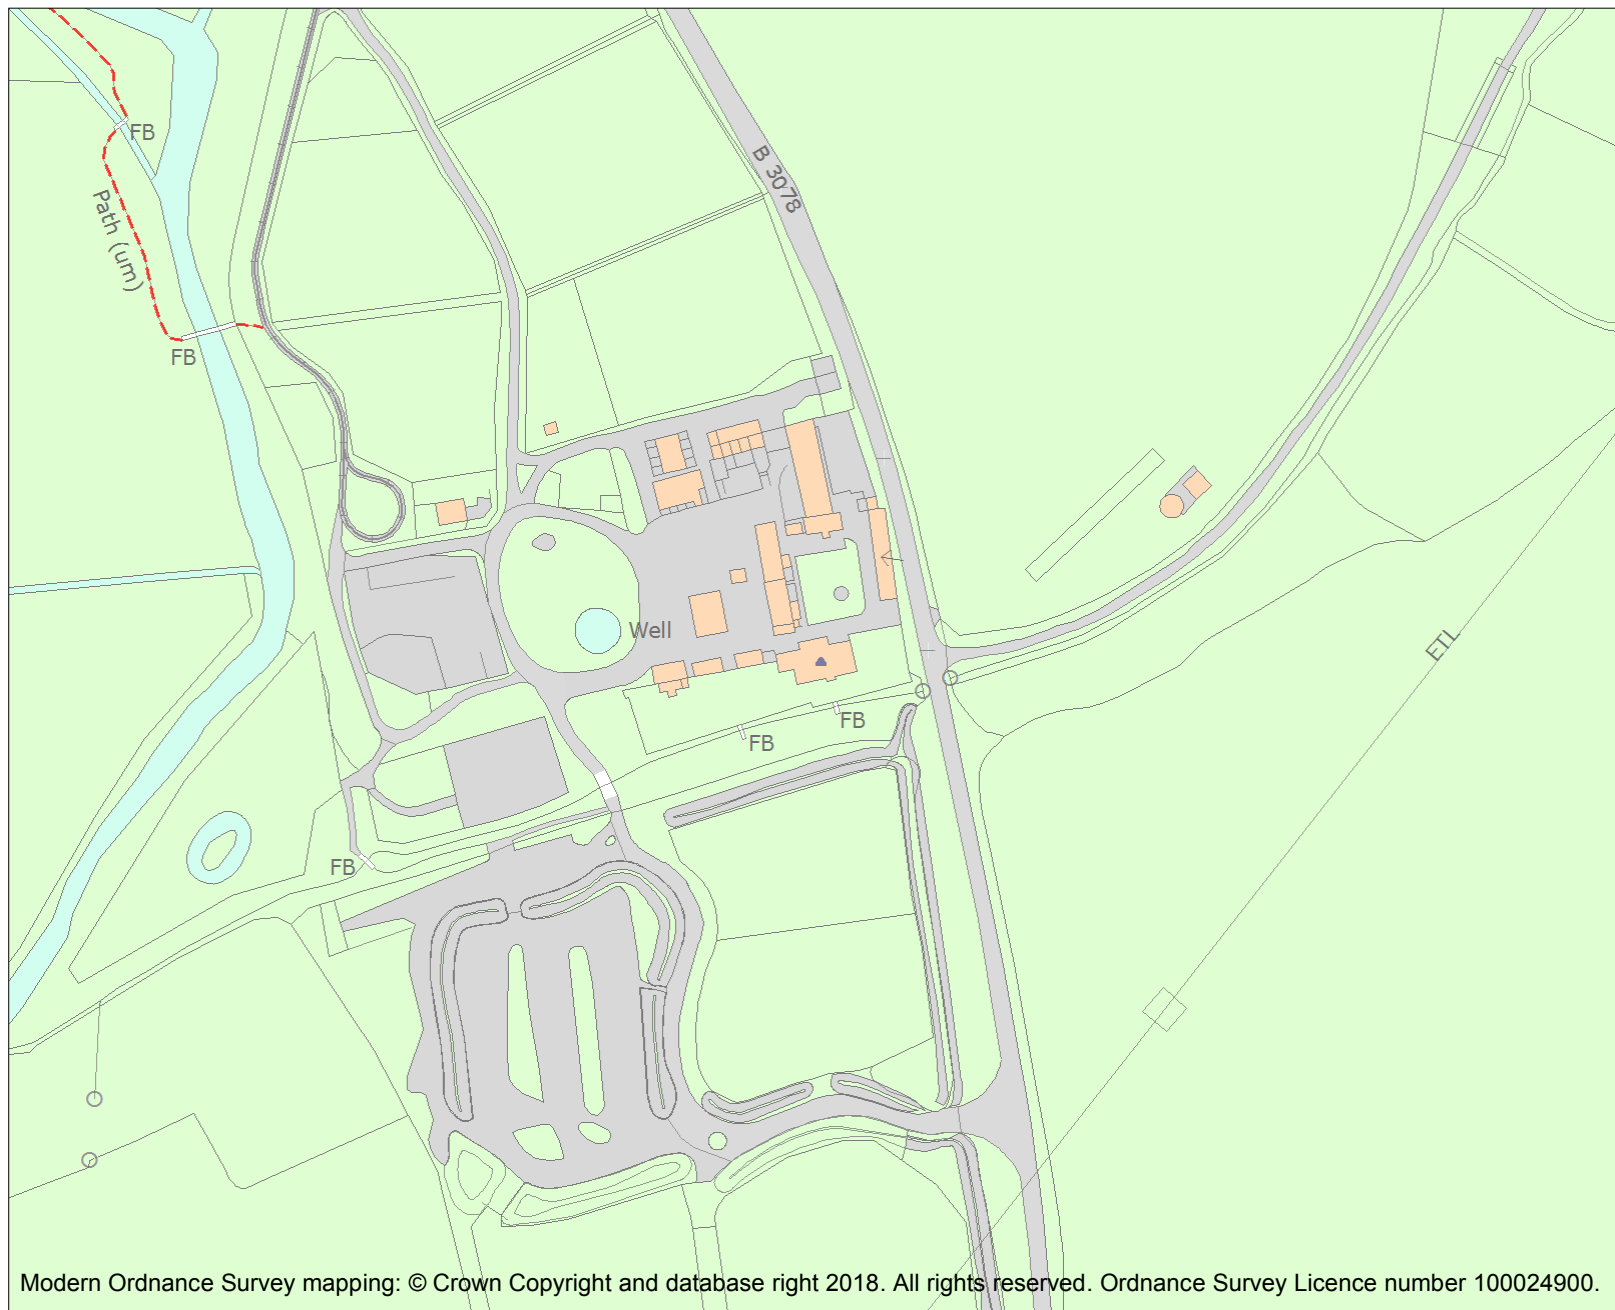 FB
B 3078
Path (um)
FB
Well
ETL
FB
FB
FB
Modern Ordnance Survey mapping: © Crown Copyright and database right 2018. All rights reserved. Ordnance Survey Licence number 100024900.